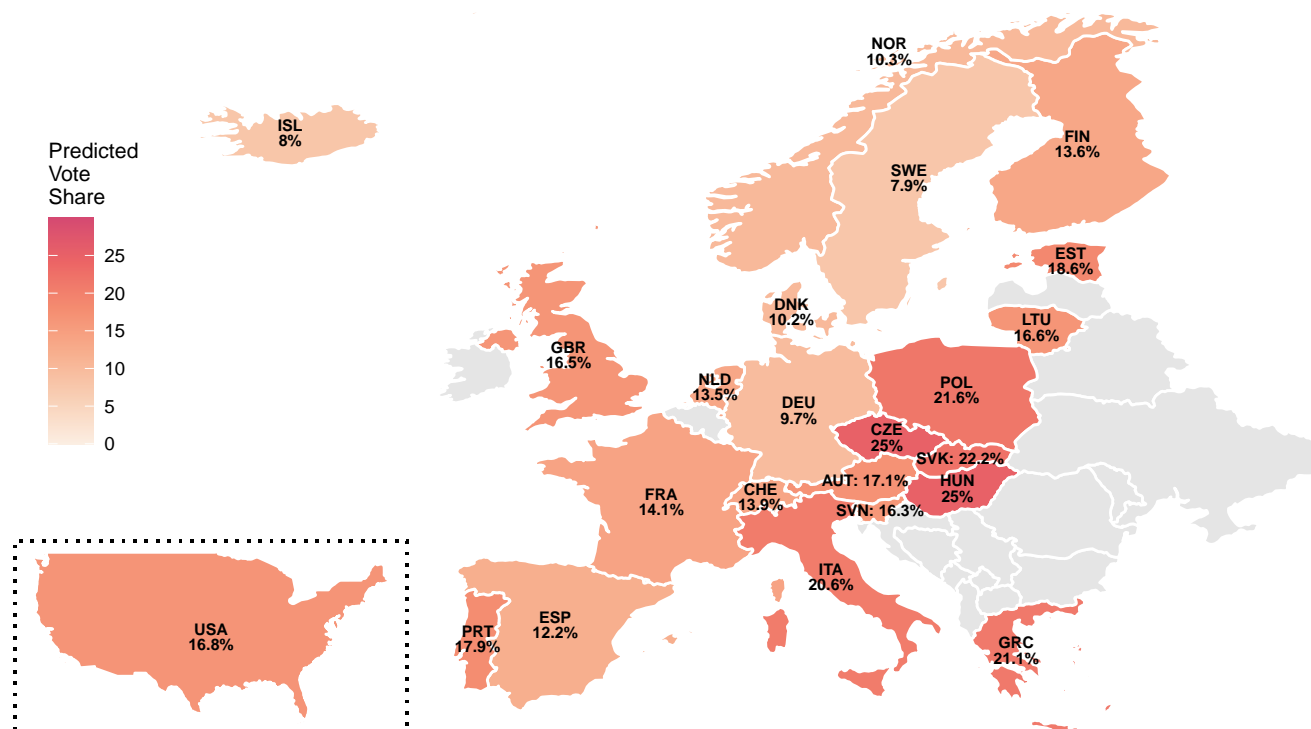 NOR
10.3%
ISL
8%
FIN
13.6%
Predicted
Vote
Share
SWE
7.9%
25
20
15
10
5
0
EST
18.6%
DNK
10.2%
LTU
16.6%
GBR
16.5%
NLD
13.5%
POL
21.6%
DEU
9.7%
CZE
25%
SVK: 22.2%
AUT: 17.1%
HUN
25%
CHE
13.9%
FRA
14.1%
SVN: 16.3%
ITA
20.6%
ESP
12.2%
USA
16.8%
PRT
17.9%
GRC
21.1%